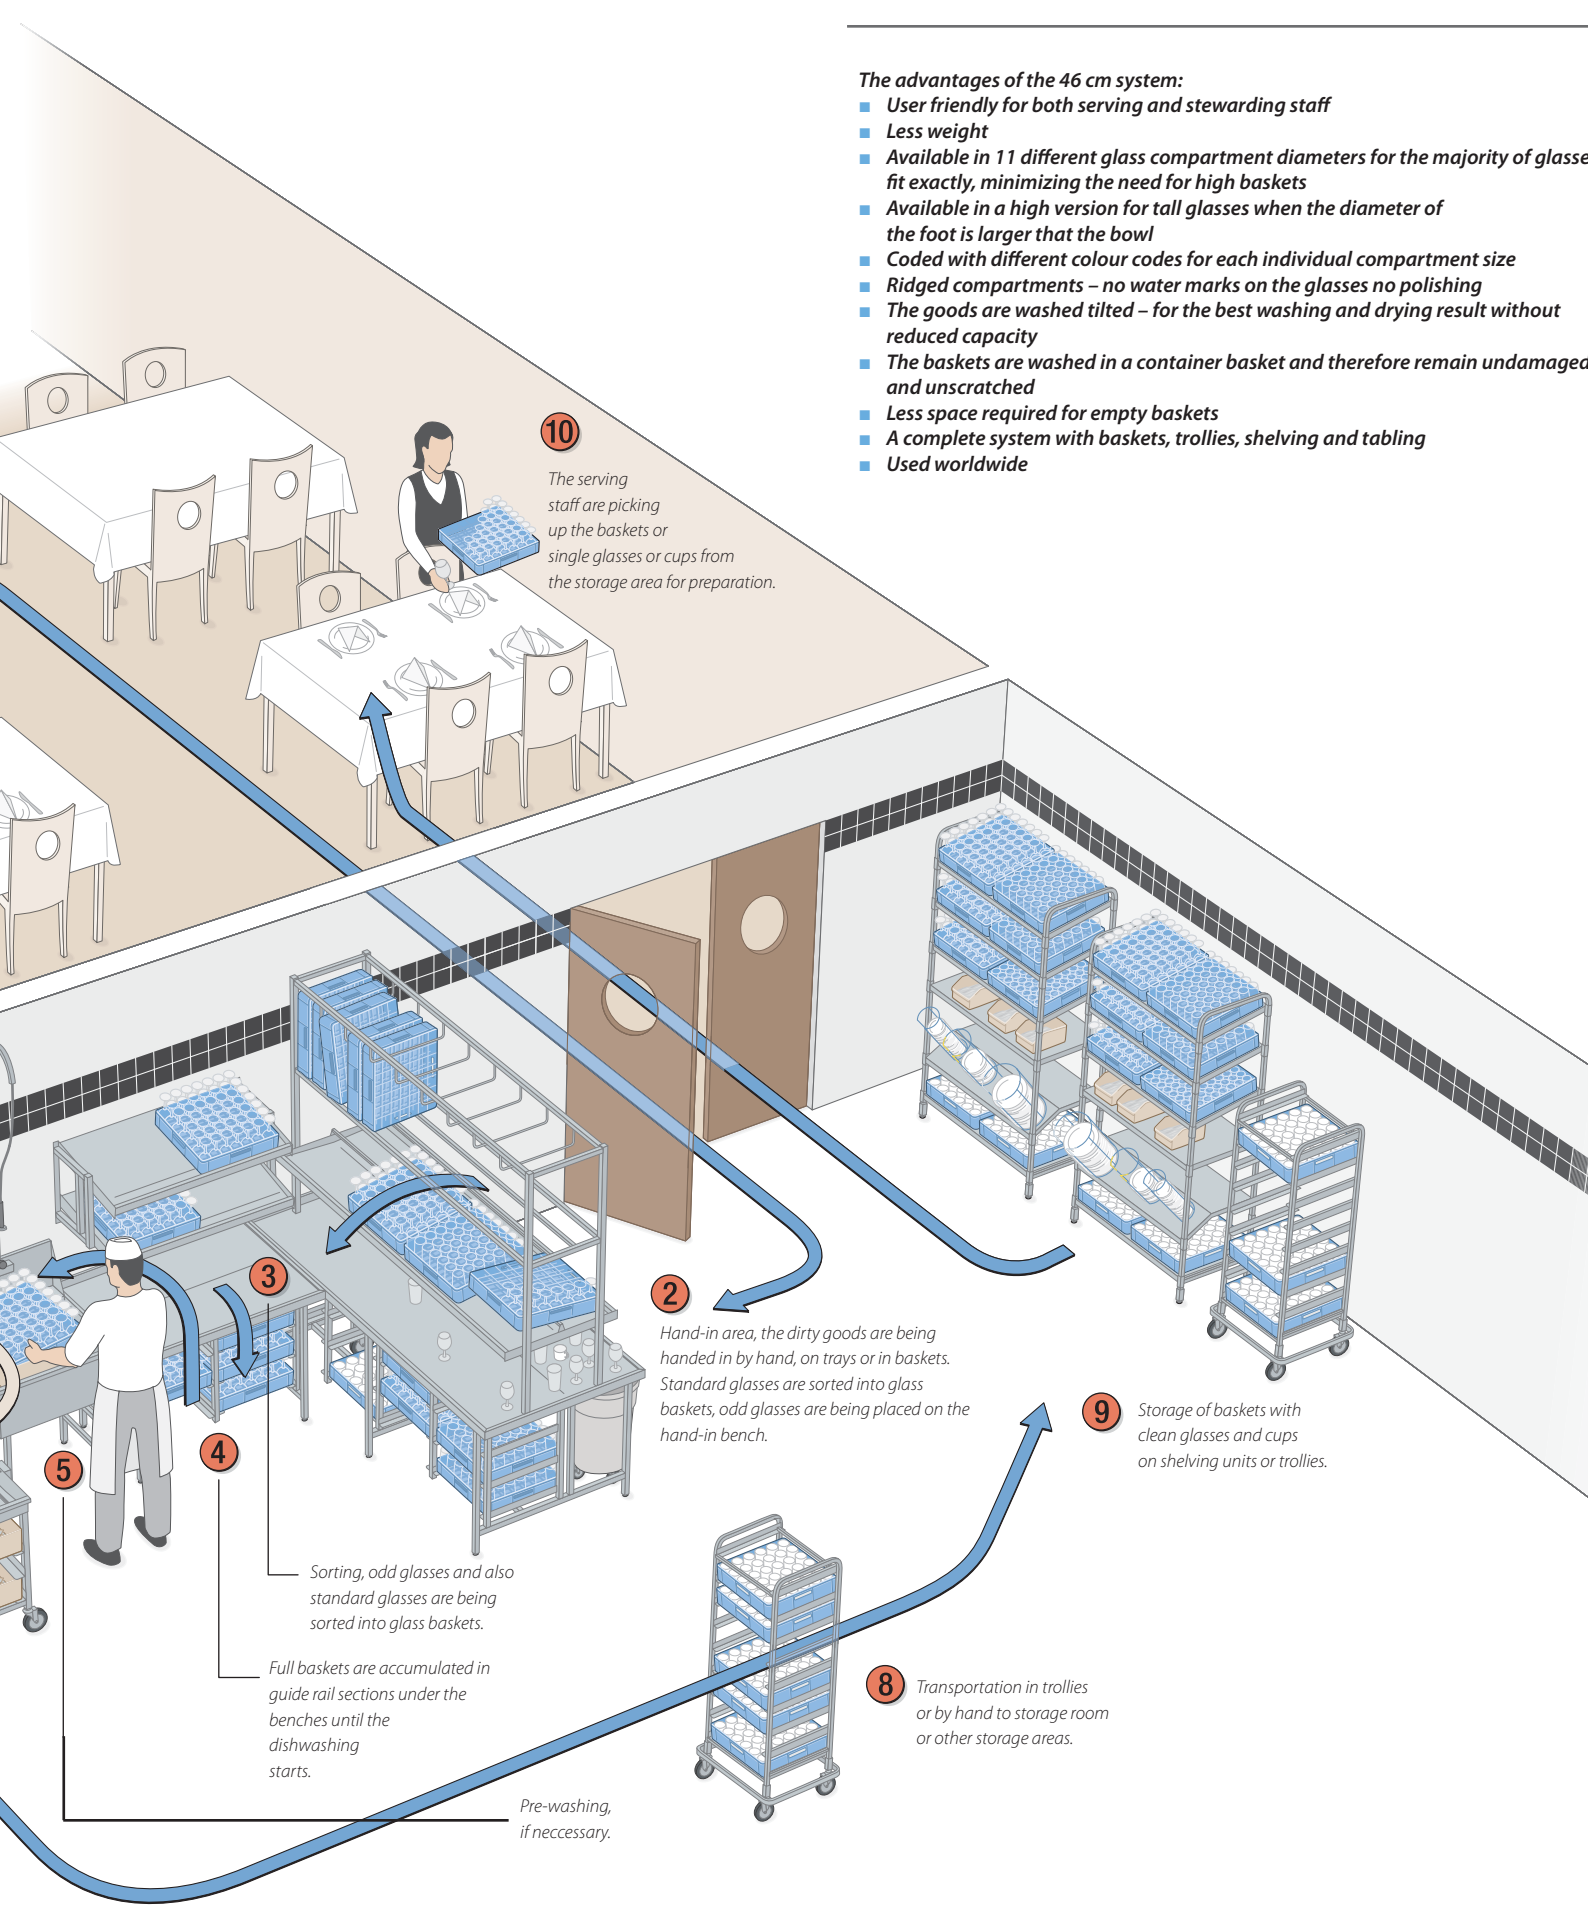 The advantages of the 46 cm system:
■ User friendly for both serving and stewarding staff
■ Less weight
■ Available in 11 different glass compartment diameters for the majority of glasse
fit exactly, minimizing the need for high baskets
■ Available in a high version for tall glasses when the diameter of
the foot is larger that the bowl
■ Coded with different colour codes for each individual compartment size
■ Ridged compartments – no water marks on the glasses no polishing
■ The goods are washed tilted – for the best washing and drying result without
reduced capacity
■ The baskets are washed in a container basket and therefore remain undamaged
and unscratched
■ Less space required for empty baskets
■ A complete system with baskets, trollies, shelving and tabling
■ Used worldwide
10
The serving
staff are picking
up the baskets or
single glasses or cups from
the storage area for preparation.
3
2
Hand-in area, the dirty goods are being
handed in by hand, on trays or in baskets.
Standard glasses are sorted into glass
baskets, odd glasses are being placed on the
hand-in bench.
9
Storage of baskets with
clean glasses and cups
on shelving units or trollies.
4
5
Sorting, odd glasses and also
standard glasses are being
sorted into glass baskets.
Full baskets are accumulated in
guide rail sections under the
benches until the
dishwashing
starts.
8
Transportation in trollies
or by hand to storage room
or other storage areas.
Pre-washing,
if neccessary.